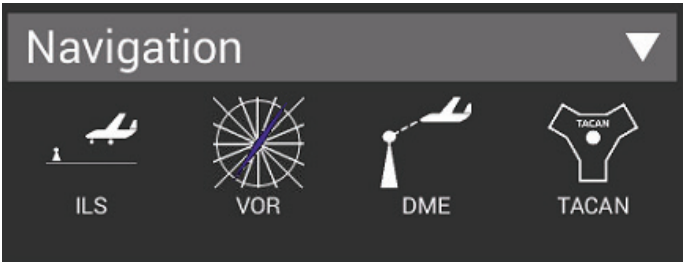 Navigation
TACAN
ILS
VOR
DME
TACAN